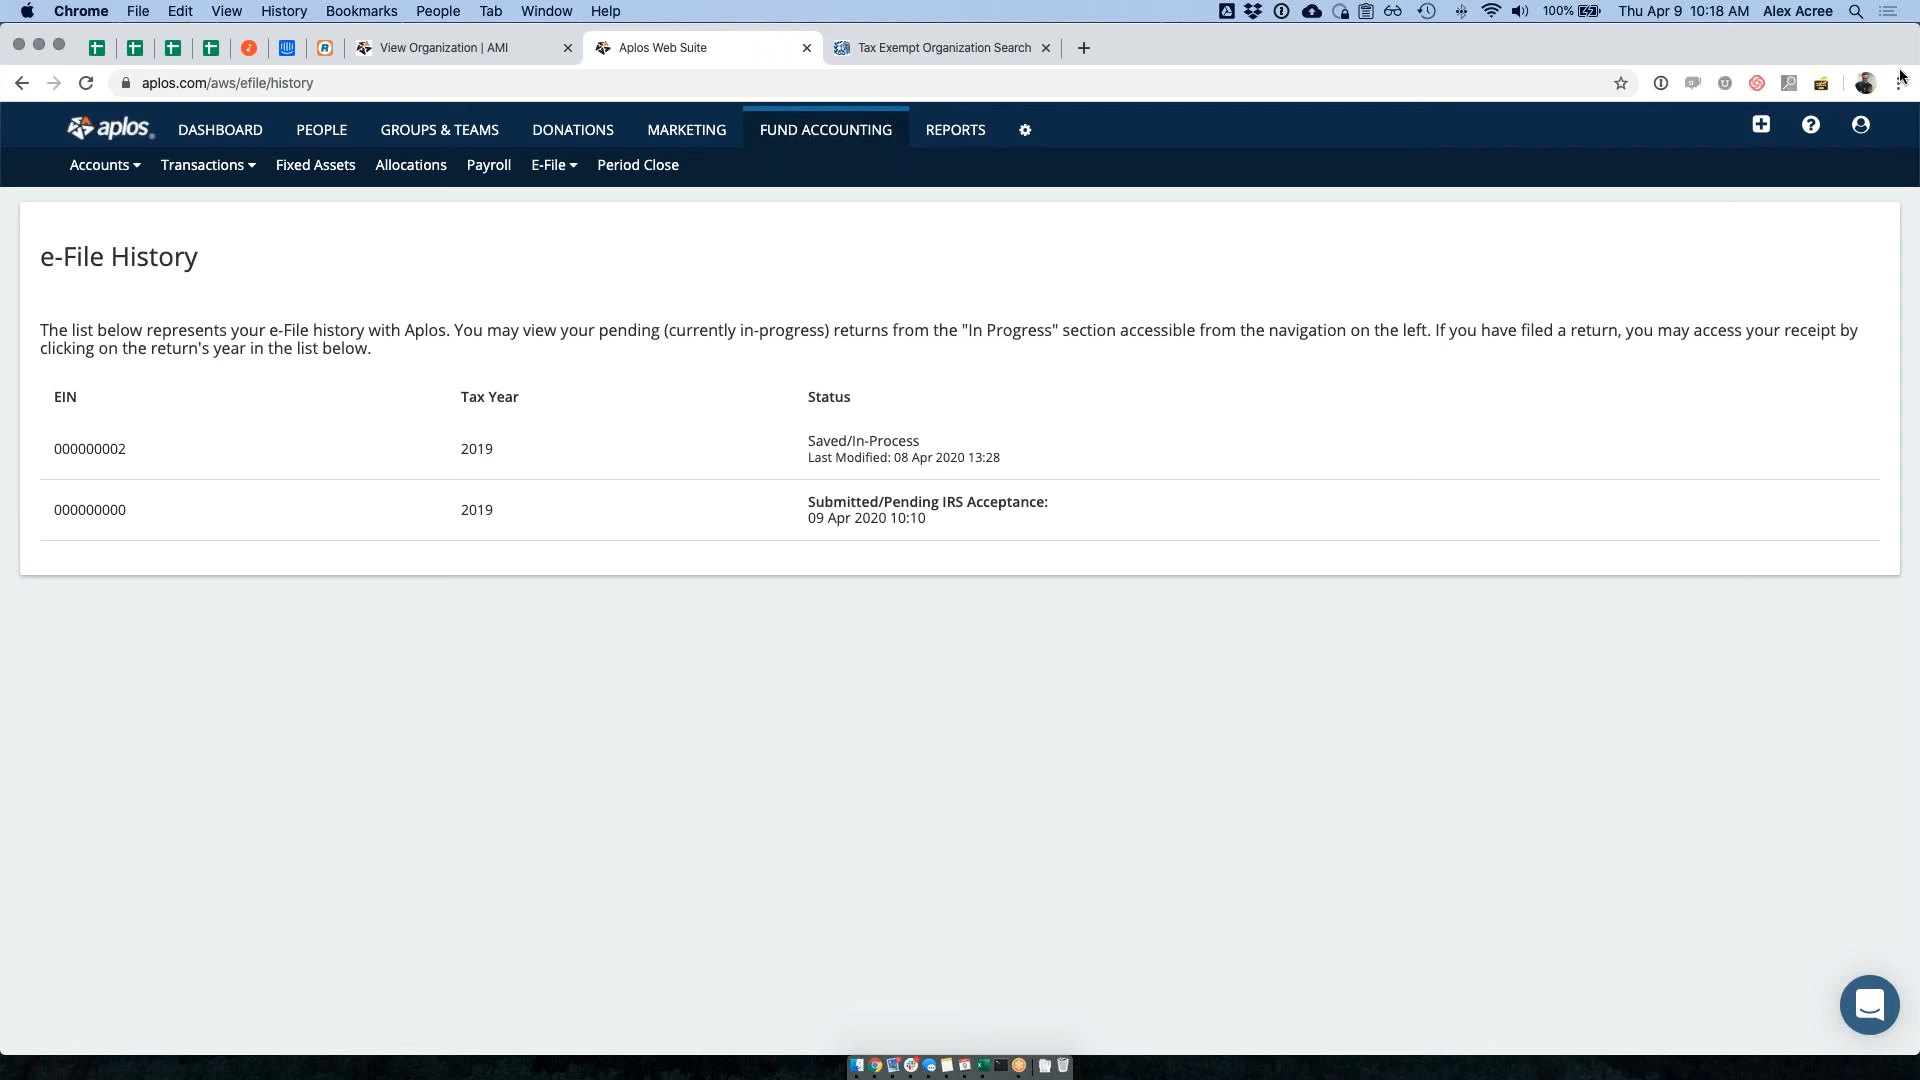 Chrome File Edit View History Bookmarks People Tab Window Help 100% Thu Apr 9 10:18 AM Alex Acree
View Organization | AMI Aplos Web Suite Tax Exempt Organization Search
aplos.com/aws/efile/history
aplos. DASHBOARD PEOPLE GROUPS & TEAMS DONATIONS MARKETING FUND ACCOUNTING REPORTS
Accounts Transactions Fixed Assets Allocations Payroll E-File Period Close
e-File History
The list below represents your e-File history with Aplos. You may view your pending (currently in-progress) returns from the "In Progress" section accessible from the navigation on the left. If you have filed a return, you may access your receipt by
clicking on the return's year in the list below.
EIN Tax Year Status
000000002 2019 Saved/In-Process
Last Modified: 08 Apr 2020 13:28
000000000 2019 Submitted/Pending IRS Acceptance:
09 Apr 2020 10:10